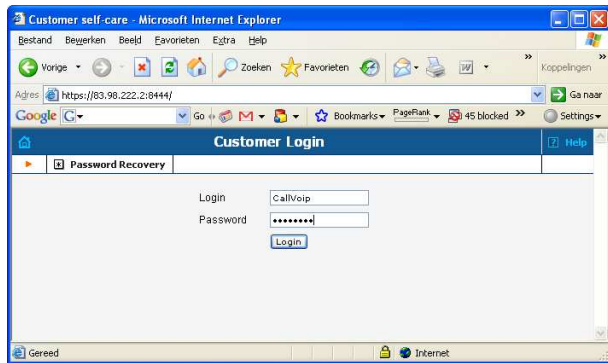 Customer self-care - Microsoft Internet Explorer
Bestand Bewerken Beeld Favorieten Extra Help
Vorige Zoeken Favorieten W » Koppelingen »
Adres https://83.98.222.2:8444/ Ga naar
Google G Go Bookmarks PageRank 45 blocked » Settings
Customer Login ? Help
Password Recovery
Login CallVoip
Password ••••••••
Login
Gereed Internet